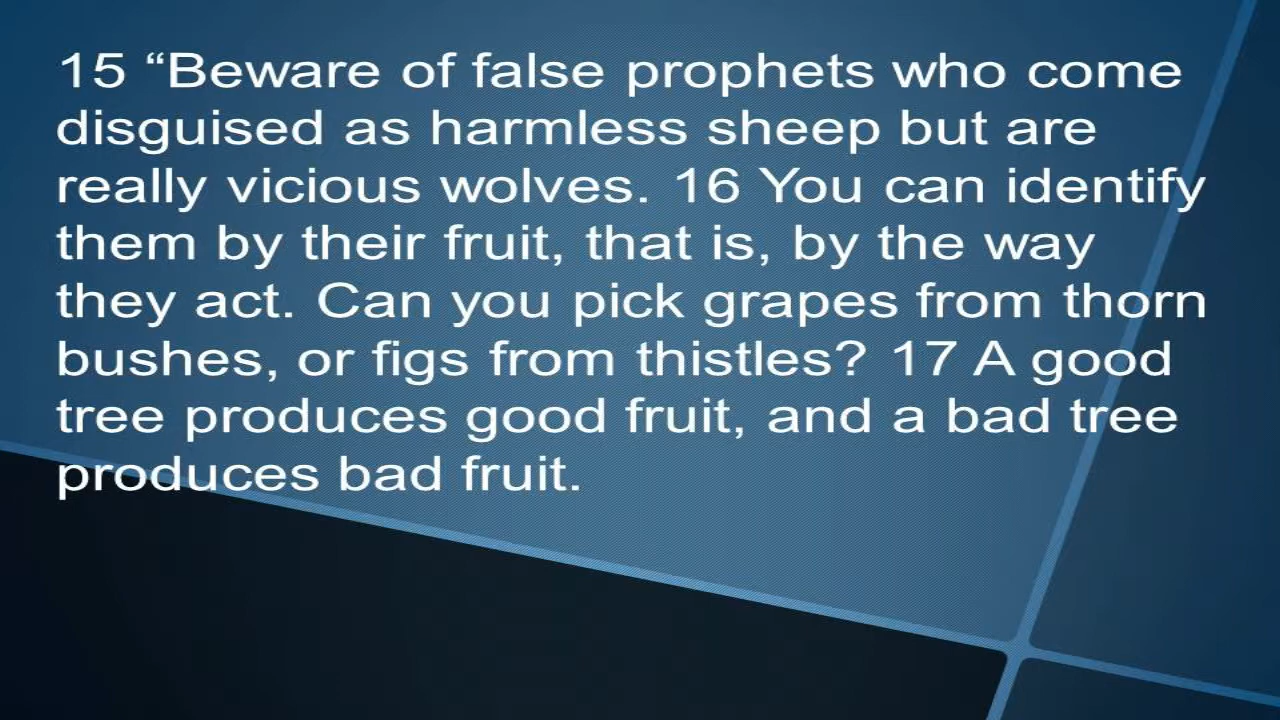 15 “Beware of false prophets who come
disguised as harmless sheep but are
really vicious wolves. 16 You can identify
them by their fruit, that is, by the way
they act. Can you pick grapes from thorn
bushes, or figs from thistles? 17 A good
tree produces good fruit, and a bad tree
produces bad fruit.